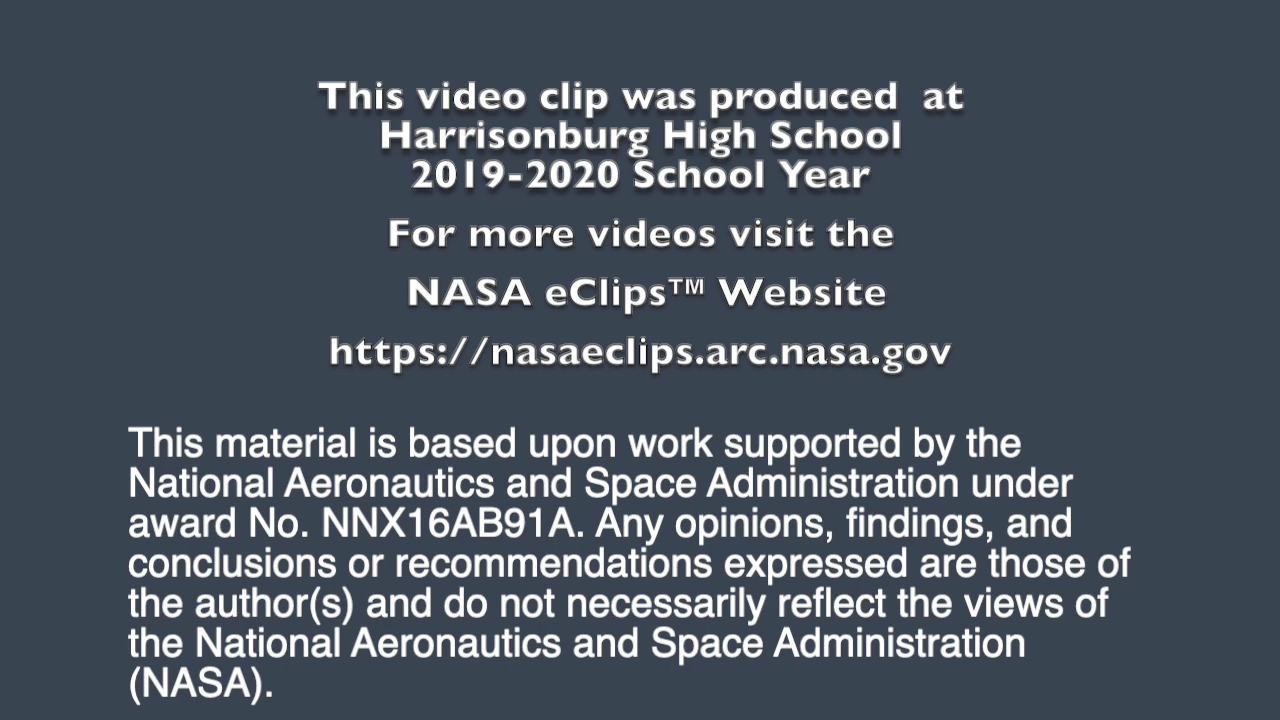 This video clip was produced  at
Harrisonburg High School
2019-2020 School Year
For more videos visit the
NASA eClips™ Website
https://nasaeclips.arc.nasa.gov
This material is based upon work supported by the
National Aeronautics and Space Administration under
award No. NNX16AB91A. Any opinions, findings, and
conclusions or recommendations expressed are those of
the author(s) and do not necessarily reflect the views of
the National Aeronautics and Space Administration
(NASA).